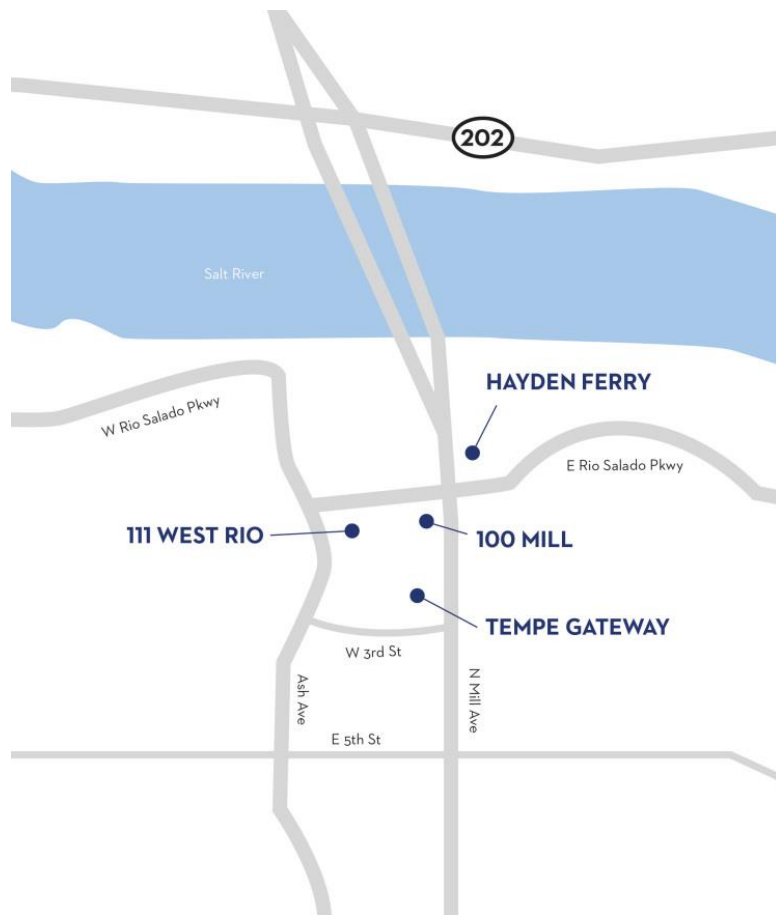 202
Salt River
HAYDEN FERRY
W Rio Salado Pkwy
E Rio Salado Pkwy
111 WEST RIO
100 MILL
TEMPE GATEWAY
W 3rd St
Ash Ave
N Mill Ave
E 5th St